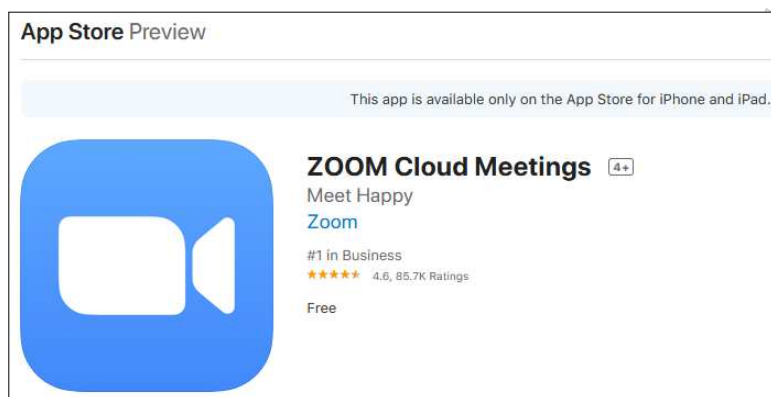 App Store Preview
This app is available only on the App Store for iPhone and iPad.
ZOOM Cloud Meetings 4+
Meet Happy
Zoom
#1 in Business
★★★★★ 4.6, 85.7K Ratings
Free